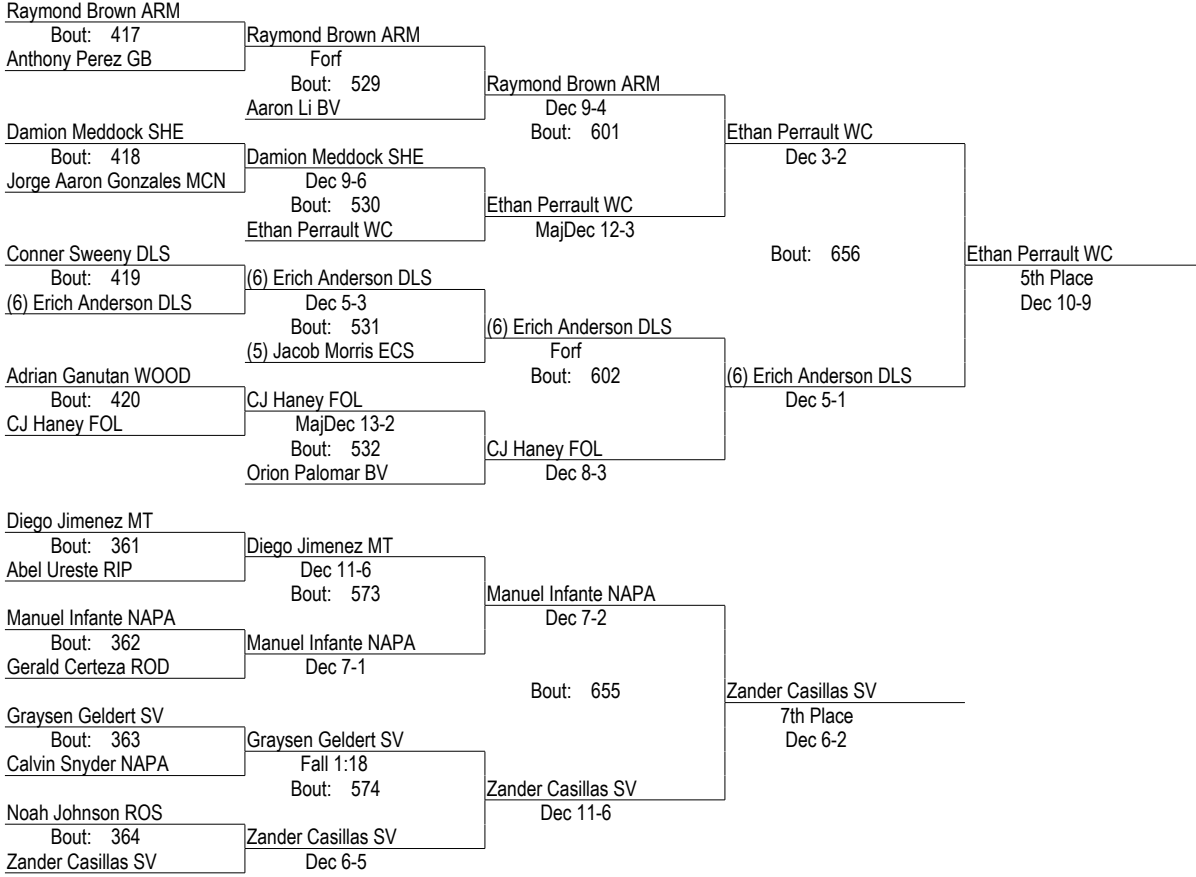 Raymond Brown ARM
Bout: 417
Raymond Brown ARM
Anthony Perez GB
Forf
Bout: 529
Raymond Brown ARM
Aaron Li BV
Dec 9-4
Damion Meddock SHE
Bout: 601
Ethan Perrault WC
Bout: 418
Damion Meddock SHE
Dec 3-2
Jorge Aaron Gonzales MCN
Dec 9-6
Bout: 530
Ethan Perrault WC
Ethan Perrault WC
MajDec 12-3
Conner Sweeny DLS
Bout: 656
Ethan Perrault WC
Bout: 419
(6) Erich Anderson DLS
5th Place
(6) Erich Anderson DLS
Dec 5-3
Dec 10-9
Bout: 531
(6) Erich Anderson DLS
(5) Jacob Morris ECS
Forf
Adrian Ganutan WOOD
Bout: 602
(6) Erich Anderson DLS
Bout: 420
CJ Haney FOL
Dec 5-1
CJ Haney FOL
MajDec 13-2
Bout: 532
CJ Haney FOL
Orion Palomar BV
Dec 8-3
Diego Jimenez MT
Bout: 361
Diego Jimenez MT
Abel Ureste RIP
Dec 11-6
Bout: 573
Manuel Infante NAPA
Manuel Infante NAPA
Dec 7-2
Bout: 362
Manuel Infante NAPA
Gerald Certeza ROD
Dec 7-1
Bout: 655
Zander Casillas SV
Graysen Geldert SV
7th Place
Bout: 363
Graysen Geldert SV
Dec 6-2
Calvin Snyder NAPA
Fall 1:18
Bout: 574
Zander Casillas SV
Noah Johnson ROS
Dec 11-6
Bout: 364
Zander Casillas SV
Zander Casillas SV
Dec 6-5